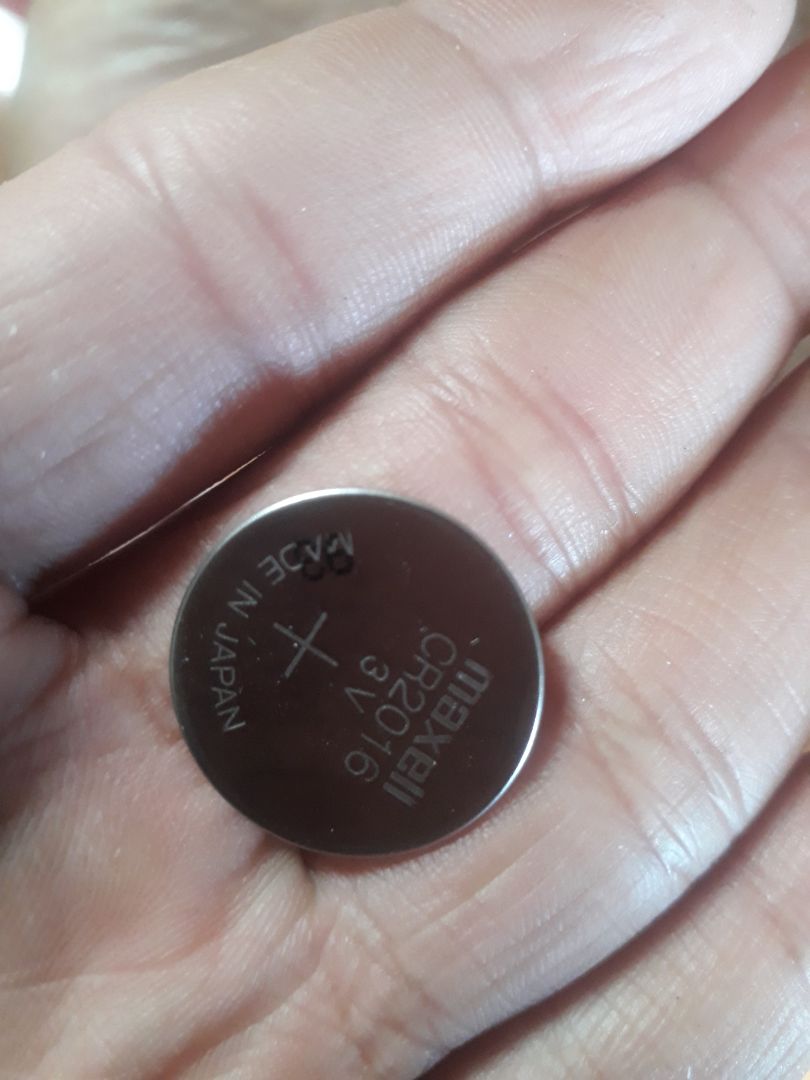 maxell
CR2016
3V
+
MADE IN JAPAN